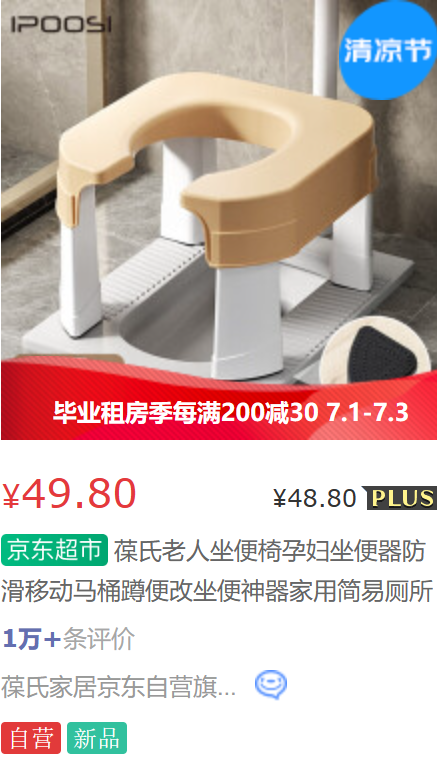 IPOOSI
清凉节
毕业租房季每满200减30 7.1-7.3
¥49.80
¥48.80 PLUS
京东超市 葆氏老人坐便椅孕妇坐便器防
滑移动马桶蹲便改坐便神器家用简易厕所
1万+条评价
葆氏家居京东自营旗...
自营 新品